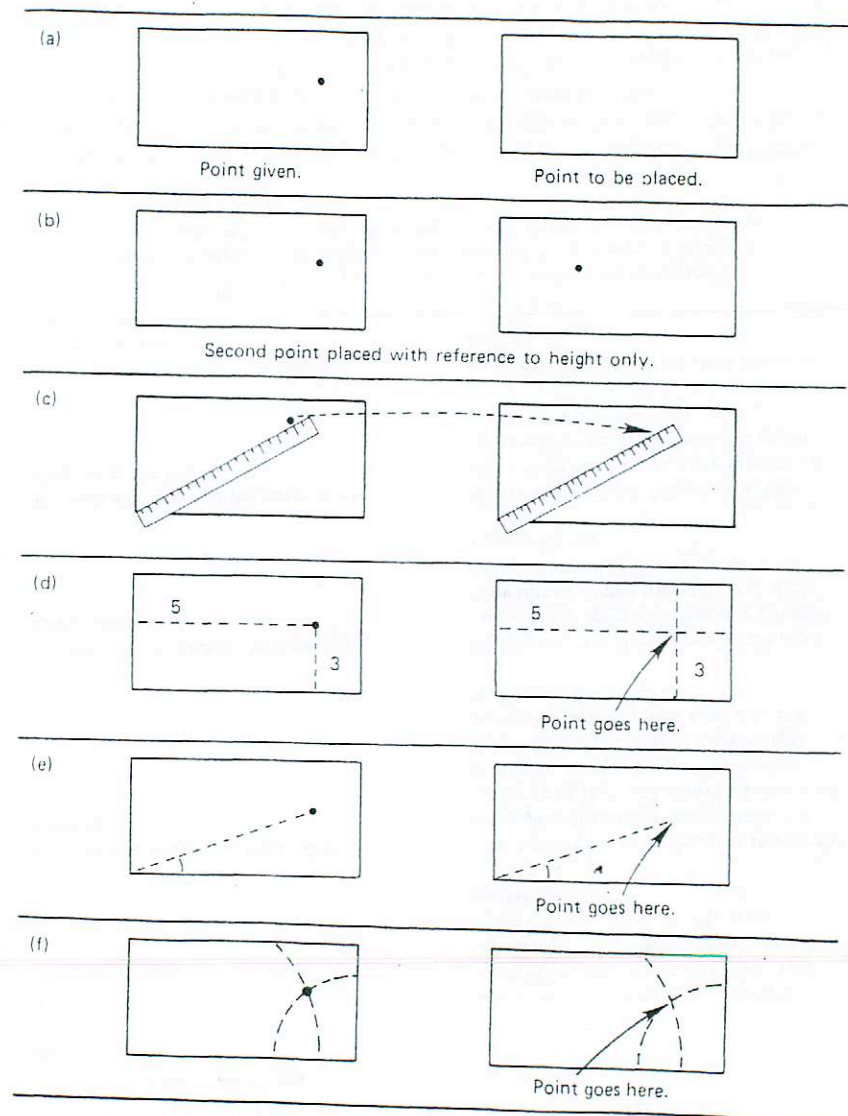 (a)
Point given.
Point to be placed.
(b)
Second point placed with reference to height only.
(c)
(d)
5
3
5
3
Point goes here.
(e)
Point goes here.
(f)
Point goes here.